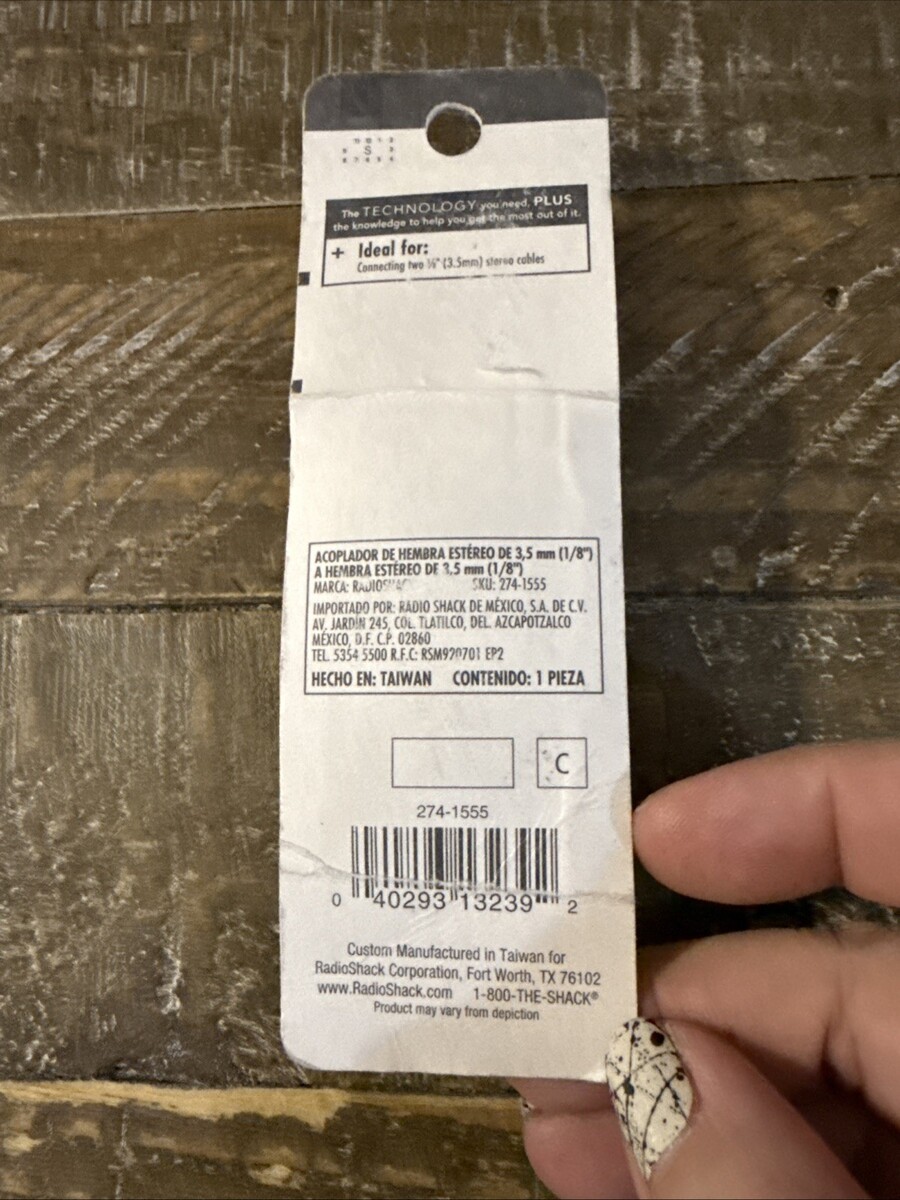 S
The TECHNOLOGY you need, PLUS
the knowledge to help you get the most out of it.
+ Ideal for:
Connecting two ⅛" (3.5mm) stereo cables
ACOPLADOR DE HEMBRA ESTÉREO DE 3,5 mm (1/8")
A HEMBRA ESTÉREO DE 3,5 mm (1/8")
MARCA: RADIOSHACK SKU: 274-1555
IMPORTADO POR: RADIO SHACK DE MÉXICO, S.A. DE C.V.
AV. JARDIN 245, COL. TLATILCO, DEL. AZCAPOTZALCO
MÉXICO, D.F. C.P. 02860
TEL. 5354 5500 R.F.C: RSM920701 EP2
HECHO EN: TAIWAN CONTENIDO: 1 PIEZA
C
274-1555
0 40293 13239 2
Custom Manufactured in Taiwan for
RadioShack Corporation, Fort Worth, TX 76102
www.RadioShack.com 1-800-THE-SHACK®
Product may vary from depiction